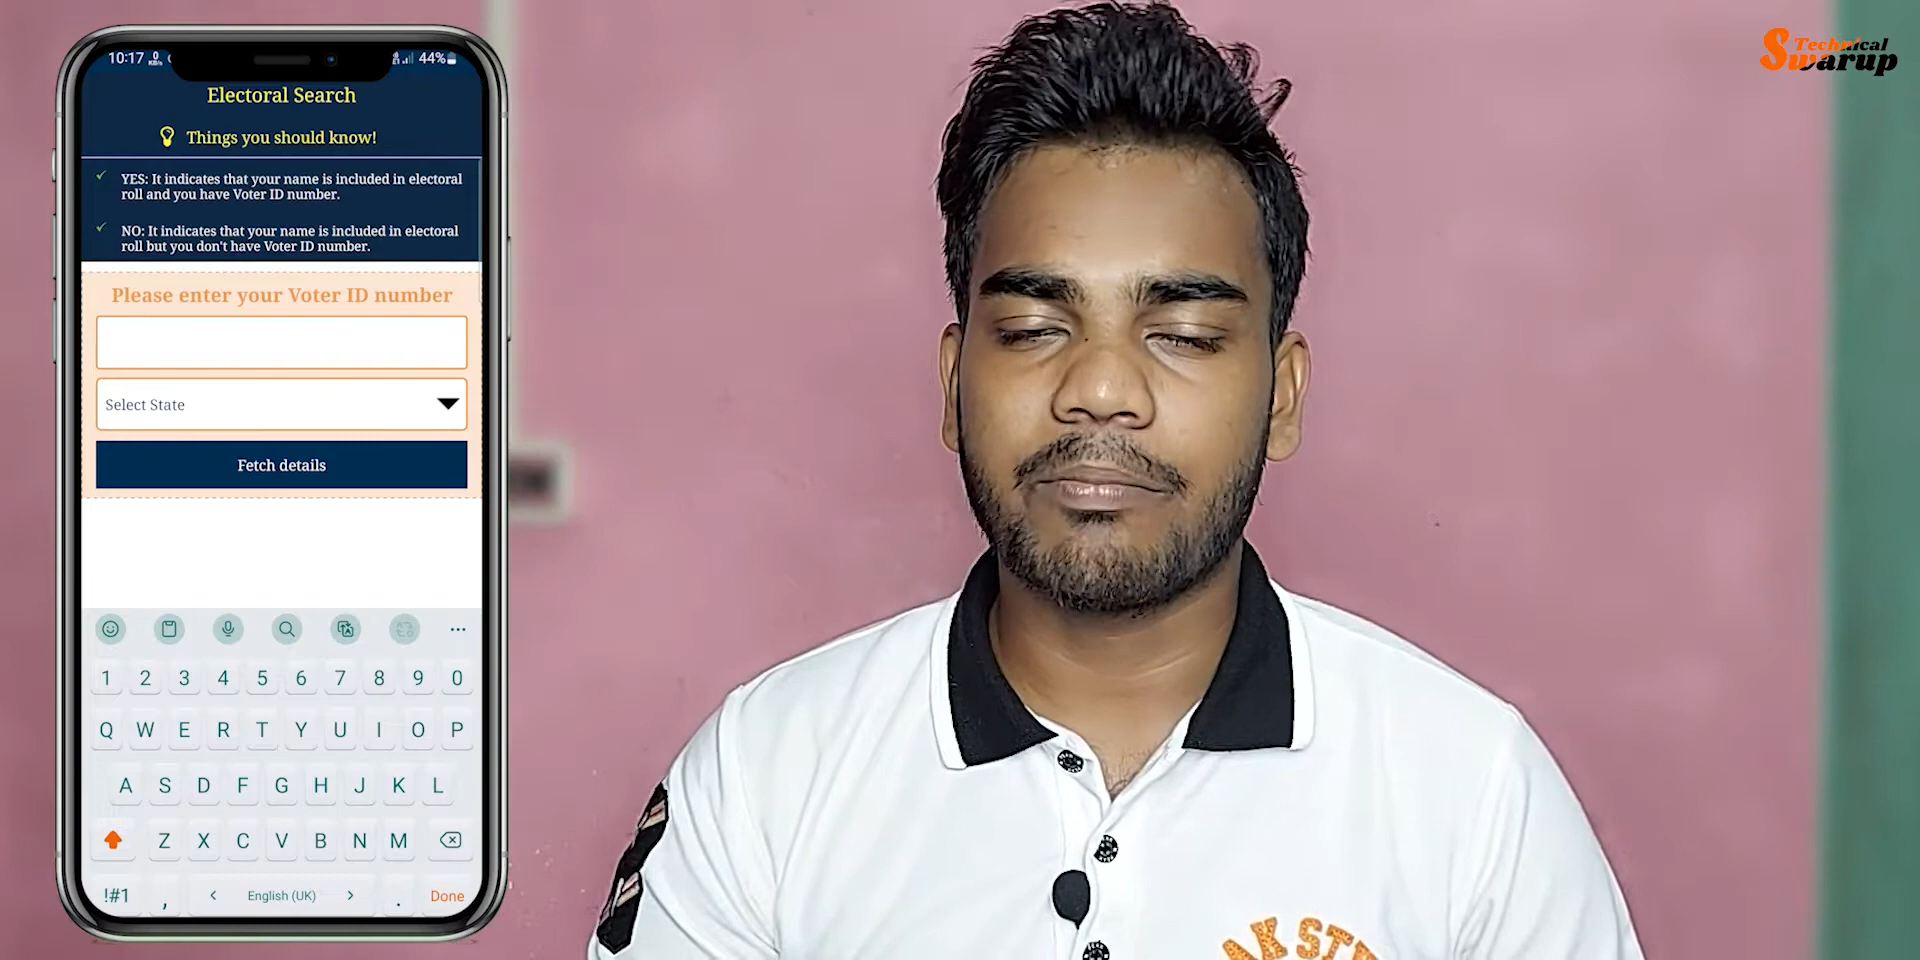 10:17
44%
Electoral Search
Things you should know!
YES: It indicates that your name is included in electoral
roll and you have Voter ID number.
NO: It indicates that your name is included in electoral
roll but you don't have Voter ID number.
Please enter your Voter ID number
Select State
Fetch details
1 2 3 4 5 6 7 8 9 0
Q W E R T Y U I O P
A S D F G H J K L
Z X C V B N M
!#1 , < English (UK) > . Done
Technical
Swarup